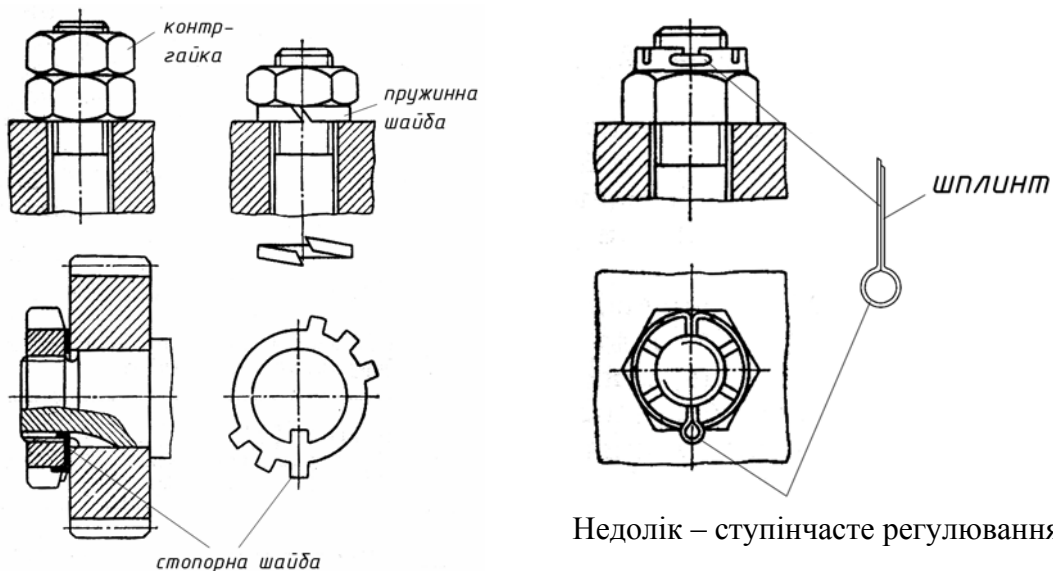 контр-
гайка
пружинна
шайба
шплинт
стопорна шайба
Недолік – ступінчасте регулювання